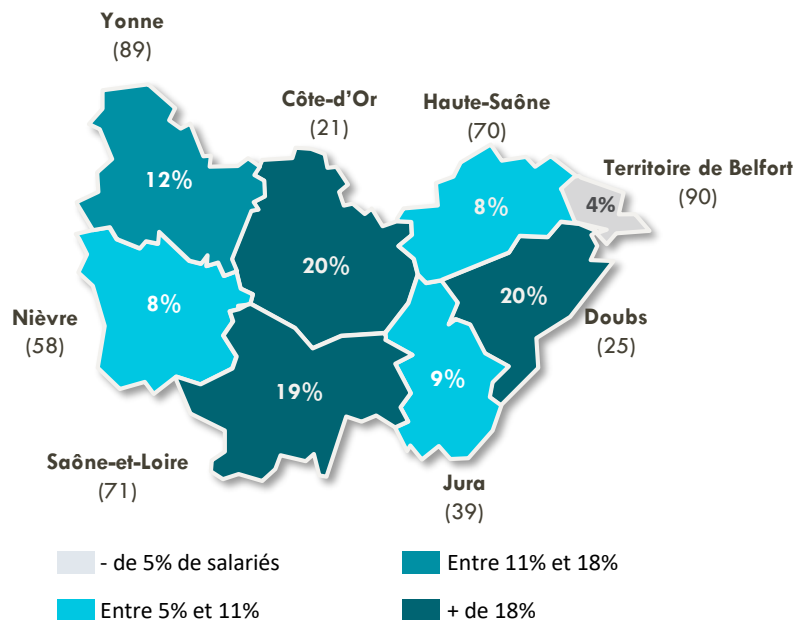 Yonne
(89)
Côte-d’Or
(21)
Haute-Saône
(70)
Territoire de Belfort
(90)
12%
8%
4%
20%
20%
8%
Nièvre
(58)
Doubs
(25)
9%
19%
Saône-et-Loire
(71)
Jura
(39)
- de 5% de salariés
Entre 11% et 18%
Entre 5% et 11%
+ de 18%